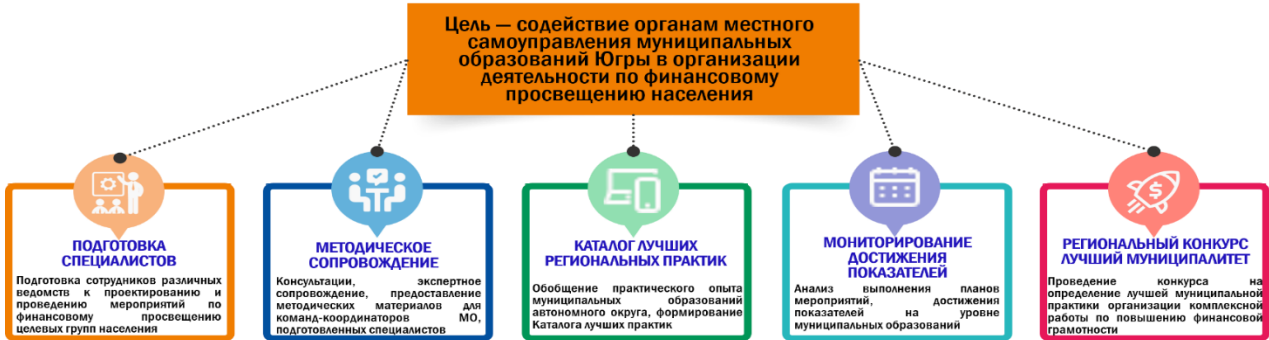 Цель — содействие органам местного
самоуправления муниципальных
образований Югры в организации
деятельности по финансовому
просвещению населения
ПОДГОТОВКА
СПЕЦИАЛИСТОВ
Подготовка сотрудников различных
ведомств к проектированию и
проведению мероприятий по
финансовому просвещению
целевых групп населения
МЕТОДИЧЕСКОЕ
СОПРОВОЖДЕНИЕ
Консультации, экспертное
сопровождение, предоставление
методических материалов для
команд-координаторов МО,
подготовленных специалистов
КАТАЛОГ ЛУЧШИХ
РЕГИОНАЛЬНЫХ ПРАКТИК
Обобщение практического опыта
муниципальных образований
автономного округа, формирование
Каталога лучших практик
МОНИТОРИРОВАНИЕ
ДОСТИЖЕНИЯ
ПОКАЗАТЕЛЕЙ
Анализ выполнения планов
мероприятий, достижения
показателей на уровне
муниципальных образований
РЕГИОНАЛЬНЫЙ КОНКУРС
ЛУЧШИЙ МУНИЦИПАЛИТЕТ
Проведение конкурса на
определение лучшей муниципальной
практики организации комплексной
работы по повышению финансовой
грамотности